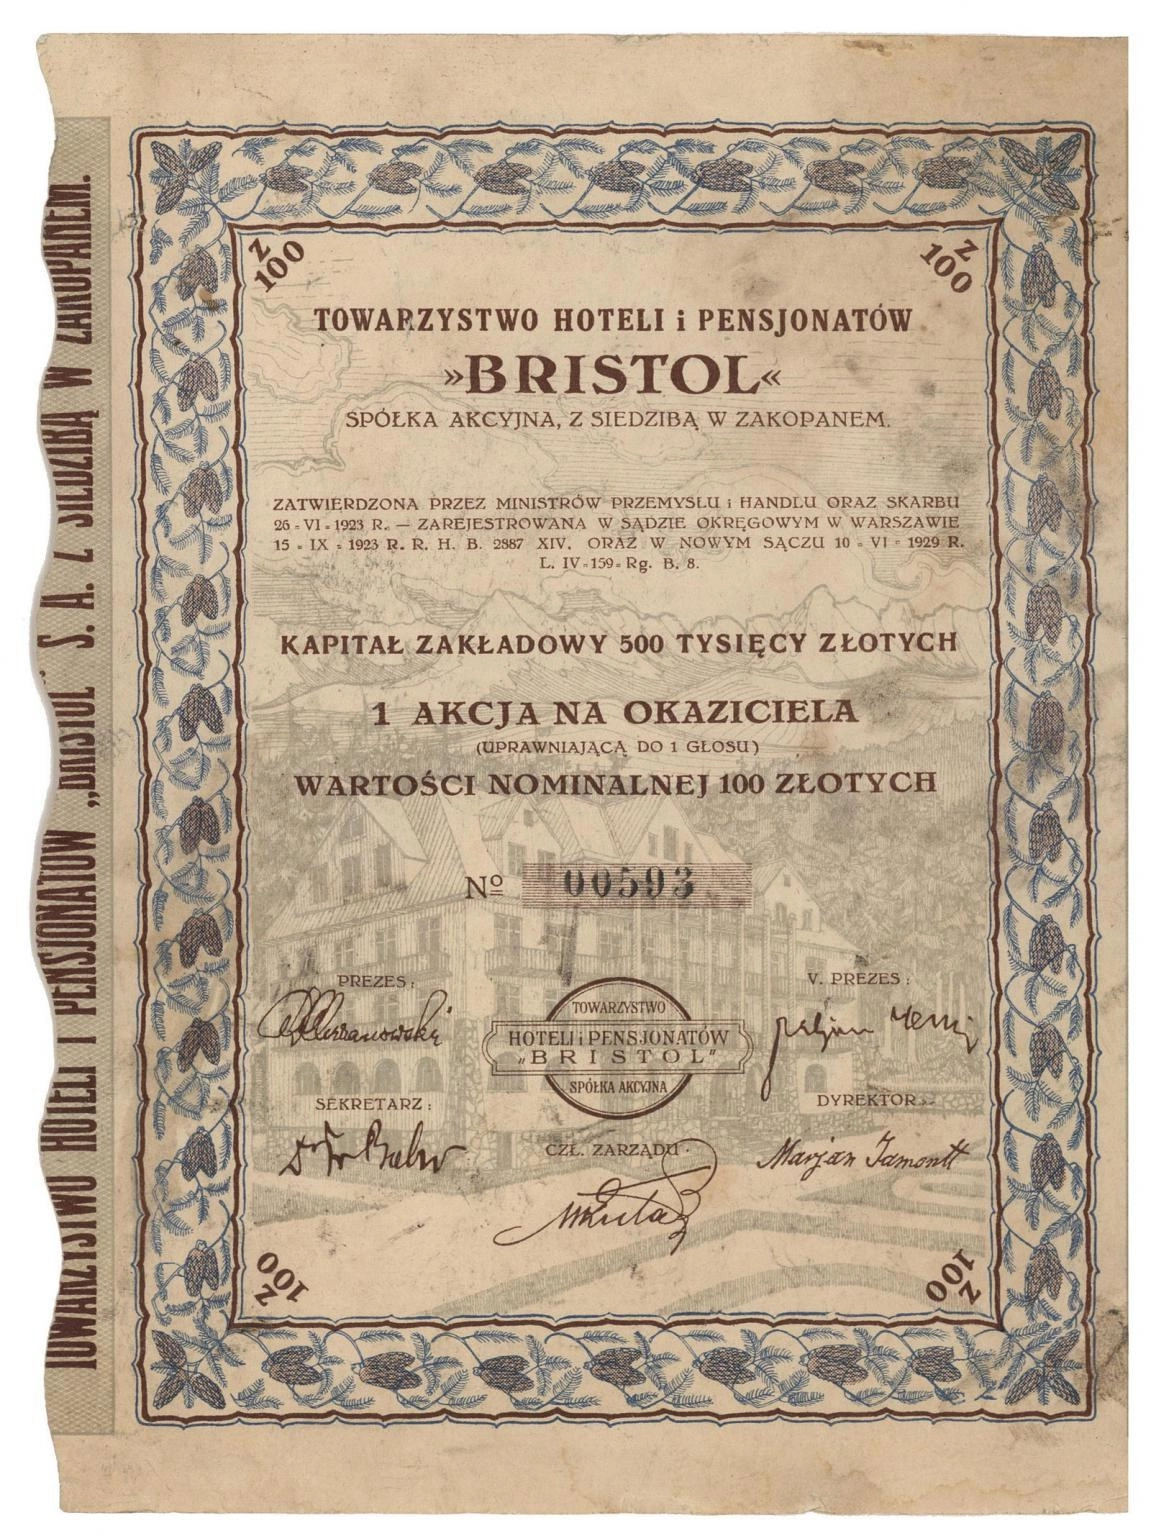 Z 100
Z 100
TOWARZYSTWO HOTELI i PENSJONATÓW
»BRISTOL«
SPÓŁKA AKCYJNA, Z SIEDZIBĄ W ZAKOPANEM.
ZATWIERDZONA PRZEZ MINISTRÓW PRZEMYSŁU i HANDLU ORAZ SKARBU
26 - VI - 1923 R. — ZAREJESTROWANA W SĄDZIE OKRĘGOWYM W WARSZAWIE
15 - IX - 1923 R. R. H. B. 2887 XIV, ORAZ W NOWYM SĄCZU 10 - VI - 1929 R.
L. IV-159- Rg. B. 8.
KAPITAŁ ZAKŁADOWY 500 TYSIĘCY ZŁOTYCH
1 AKCJA NA OKAZICIELA
(UPRAWNIAJĄCĄ DO 1 GŁOSU)
WARTOŚCI NOMINALNEJ 100 ZŁOTYCH
Nº 00593
PREZES:
V. PREZES:
TOWARZYSTWO
HOTELI i PENSJONATÓW
„BRISTOL"
SPÓŁKA AKCYJNA
SEKRETARZ:
DYREKTOR
CZŁ. ZARZĄDU
Marjan Jamontt
Z 100
Z 100
TOWARZYSTWO HOTELI I PENSJONATÓW „BRISTOL" S. A. Z SIEDZIBĄ W ZAKOPANEM.